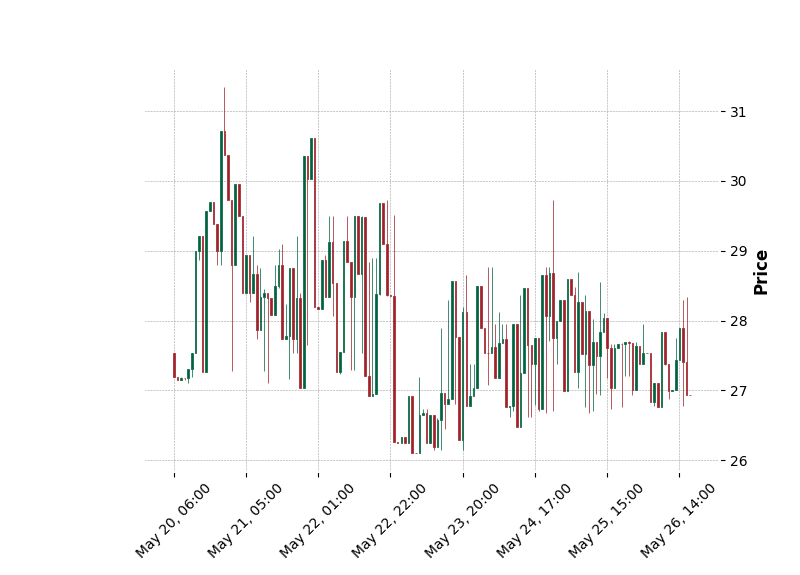 31
30
29
28
27
26
Price
May 20, 06:00
May 21, 05:00
May 22, 01:00
May 22, 22:00
May 23, 20:00
May 24, 17:00
May 25, 15:00
May 26, 14:00